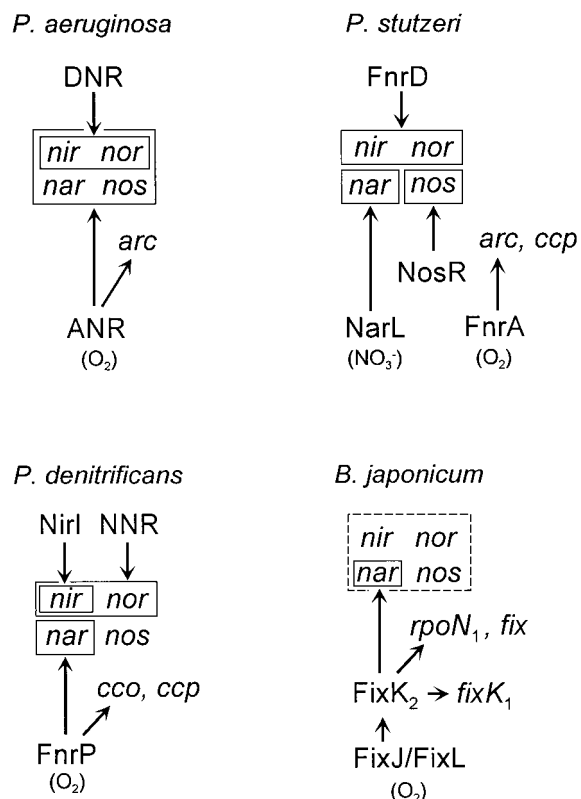 P. aeruginosa
DNR
nir nor
nar nos
arc
ANR
(O₂)
P. stutzeri
FnrD
nir nor
nar nos
arc, ccp
NosR
NarL FnrA
(NO₃⁻) (O₂)
P. denitrificans
NirI NNR
nir nor
nar nos
cco, ccp
FnrP
(O₂)
B. japonicum
nir nor
nar nos
rpoN₁, fix
FixK₂ fixK₁
FixJ/FixL
(O₂)